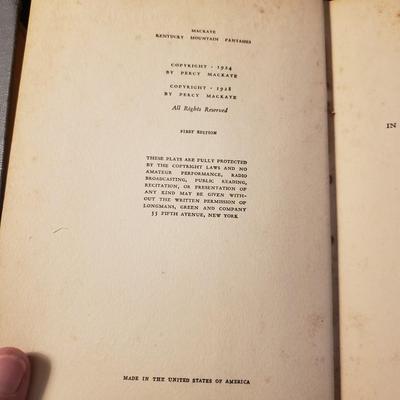 MACKAYE
KENTUCKY MOUNTAIN FANTASIES
COPYRIGHT · 1924
BY PERCY MACKAYE
COPYRIGHT · 1928
BY PERCY MACKAYE
All Rights Reserved
FIRST EDITION
THESE PLAYS ARE FULLY PROTECTED
BY THE COPYRIGHT LAWS AND NO
AMATEUR PERFORMANCE, RADIO
BROADCASTING, PUBLIC READING,
RECITATION, OR PRESENTATION OF
ANY KIND MAY BE GIVEN WITH-
OUT THE WRITTEN PERMISSION OF
LONGMANS, GREEN AND COMPANY
55 FIFTH AVENUE, NEW YORK
MADE IN THE UNITED STATES OF AMERICA
IN